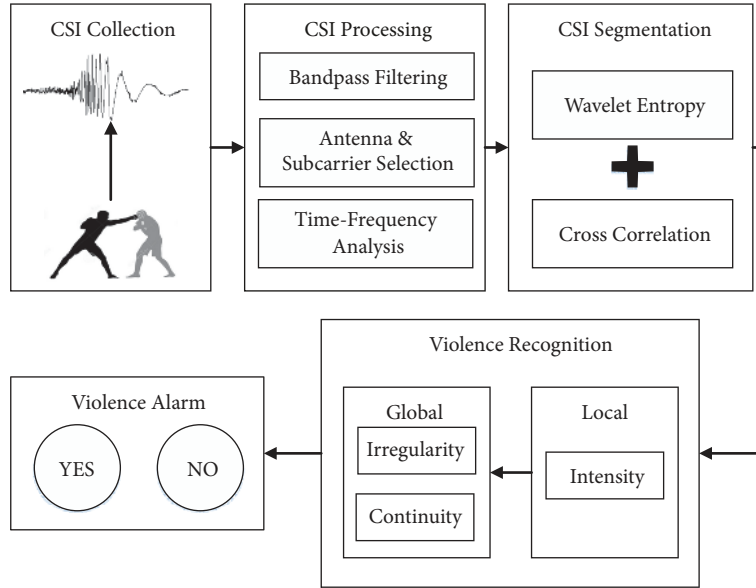 CSI Collection
CSI Processing
Bandpass Filtering
Antenna &
Subcarrier Selection
Time-Frequency
Analysis
CSI Segmentation
Wavelet Entropy
Cross Correlation
Violence Recognition
Local
Intensity
Global
Irregularity
Continuity
Violence Alarm
YES
NO